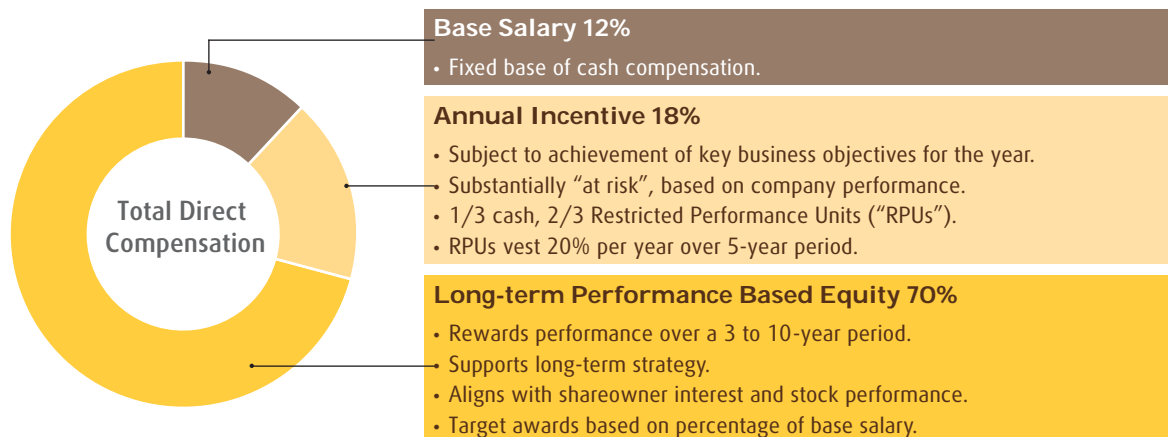 Total Direct
Compensation
Base Salary 12%
• Fixed base of cash compensation.
Annual Incentive 18%
• Subject to achievement of key business objectives for the year.
• Substantially “at risk”, based on company performance.
• 1/3 cash, 2/3 Restricted Performance Units (“RPUs”).
• RPUs vest 20% per year over 5-year period.
Long-term Performance Based Equity 70%
• Rewards performance over a 3 to 10-year period.
• Supports long-term strategy.
• Aligns with shareowner interest and stock performance.
• Target awards based on percentage of base salary.